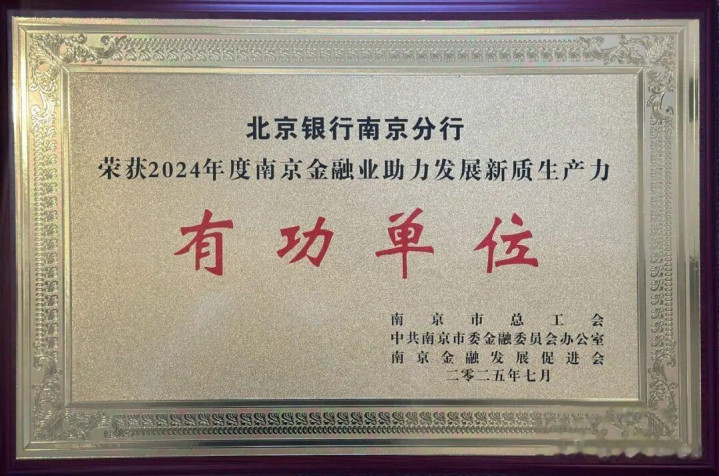 北京银行南京分行
荣获2024年度南京金融业助力发展新质生产力
有功单位
南京市总工会
中共南京市委金融委员会办公室
南京金融发展促进会
二零二五年七月